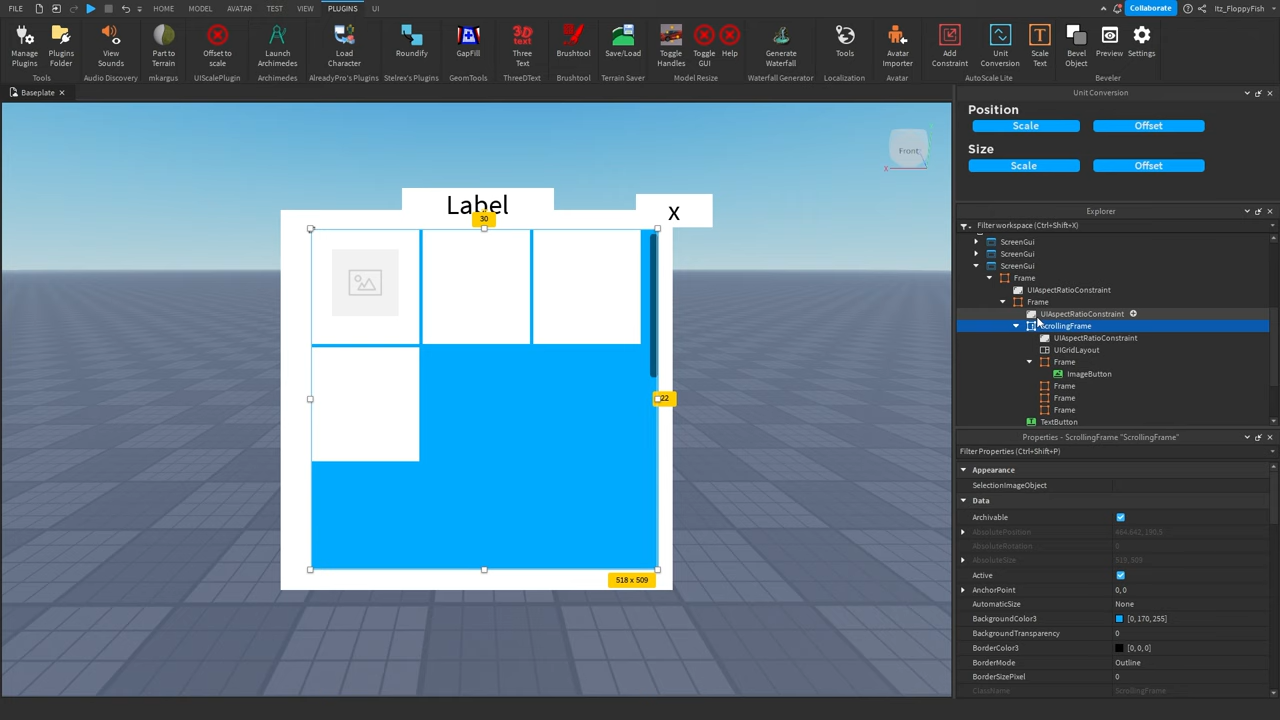 FILE HOME MODEL AVATAR TEST VIEW PLUGINS UI Collaborate Itz_FloppyFish
Manage Plugins Plugins Folder View Sounds Part to Terrain Offset to scale Launch Archimedes Load Character Roundify GapFill Three Text Brushtool Save/Load Toggle Handles Toggle GUI Help Generate Waterfall Tools Avatar Importer Add Constraint Unit Conversion Scale Text Bevel Object Preview Settings
Tools Audio Discovery mkargus UIScalePlugin Archimedes AlreadyPro's Plugins Stelrex's Plugins GeomTools ThreeDText Brushtool Terrain Saver Model Resize Waterfall Generator Localization Avatar AutoScale Lite Beveler
Baseplate
Unit Conversion
Position
Scale Offset
Size
Scale Offset
Front
X
Label
x
30
22
518 x 509
Explorer
Filter workspace (Ctrl+Shift+X)
ScreenGui
ScreenGui
ScreenGui
Frame
UIAspectRatioConstraint
Frame
UIAspectRatioConstraint
ScrollingFrame
UIAspectRatioConstraint
UIGridLayout
Frame
ImageButton
Frame
Frame
Frame
TextButton
Properties - ScrollingFrame "ScrollingFrame"
Filter Properties (Ctrl+Shift+P)
Appearance
SelectionImageObject
Data
Archivable
AbsolutePosition
AbsoluteRotation 0
AbsoluteSize 519, 509
Active
AnchorPoint 0, 0
AutomaticSize None
BackgroundColor3 [0, 170, 255]
BackgroundTransparency 0
BorderColor3 [0, 0, 0]
BorderMode Outline
BorderSizePixel 0
ClassName ScrollingFrame